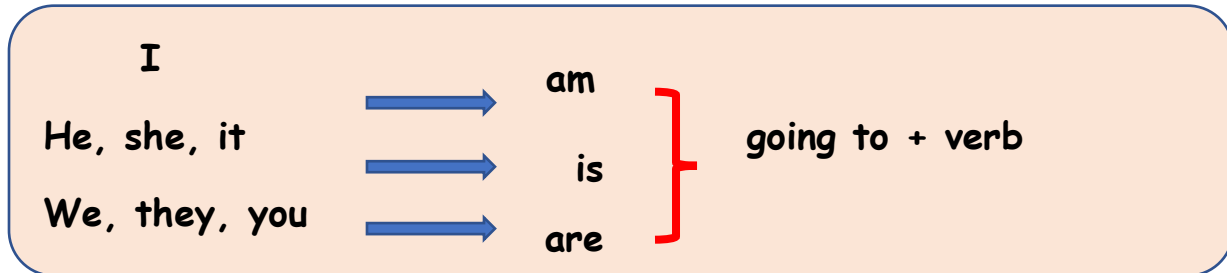 I
am
He, she, it
going to + verb
is
We, they, you
are